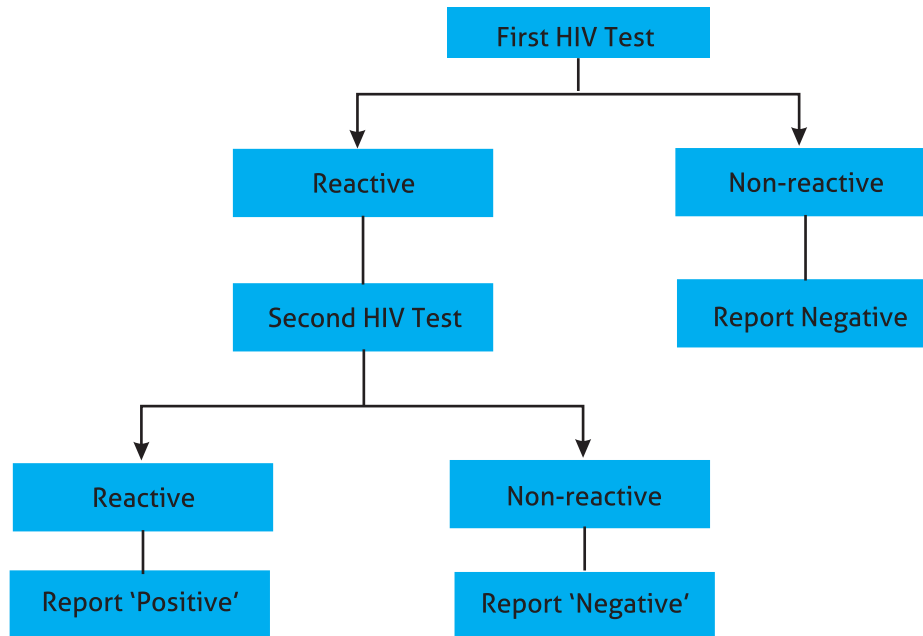 First HIV Test
Reactive
Non-reactive
Second HIV Test
Report Negative
Reactive
Non-reactive
Report ‘Positive’
Report ‘Negative’